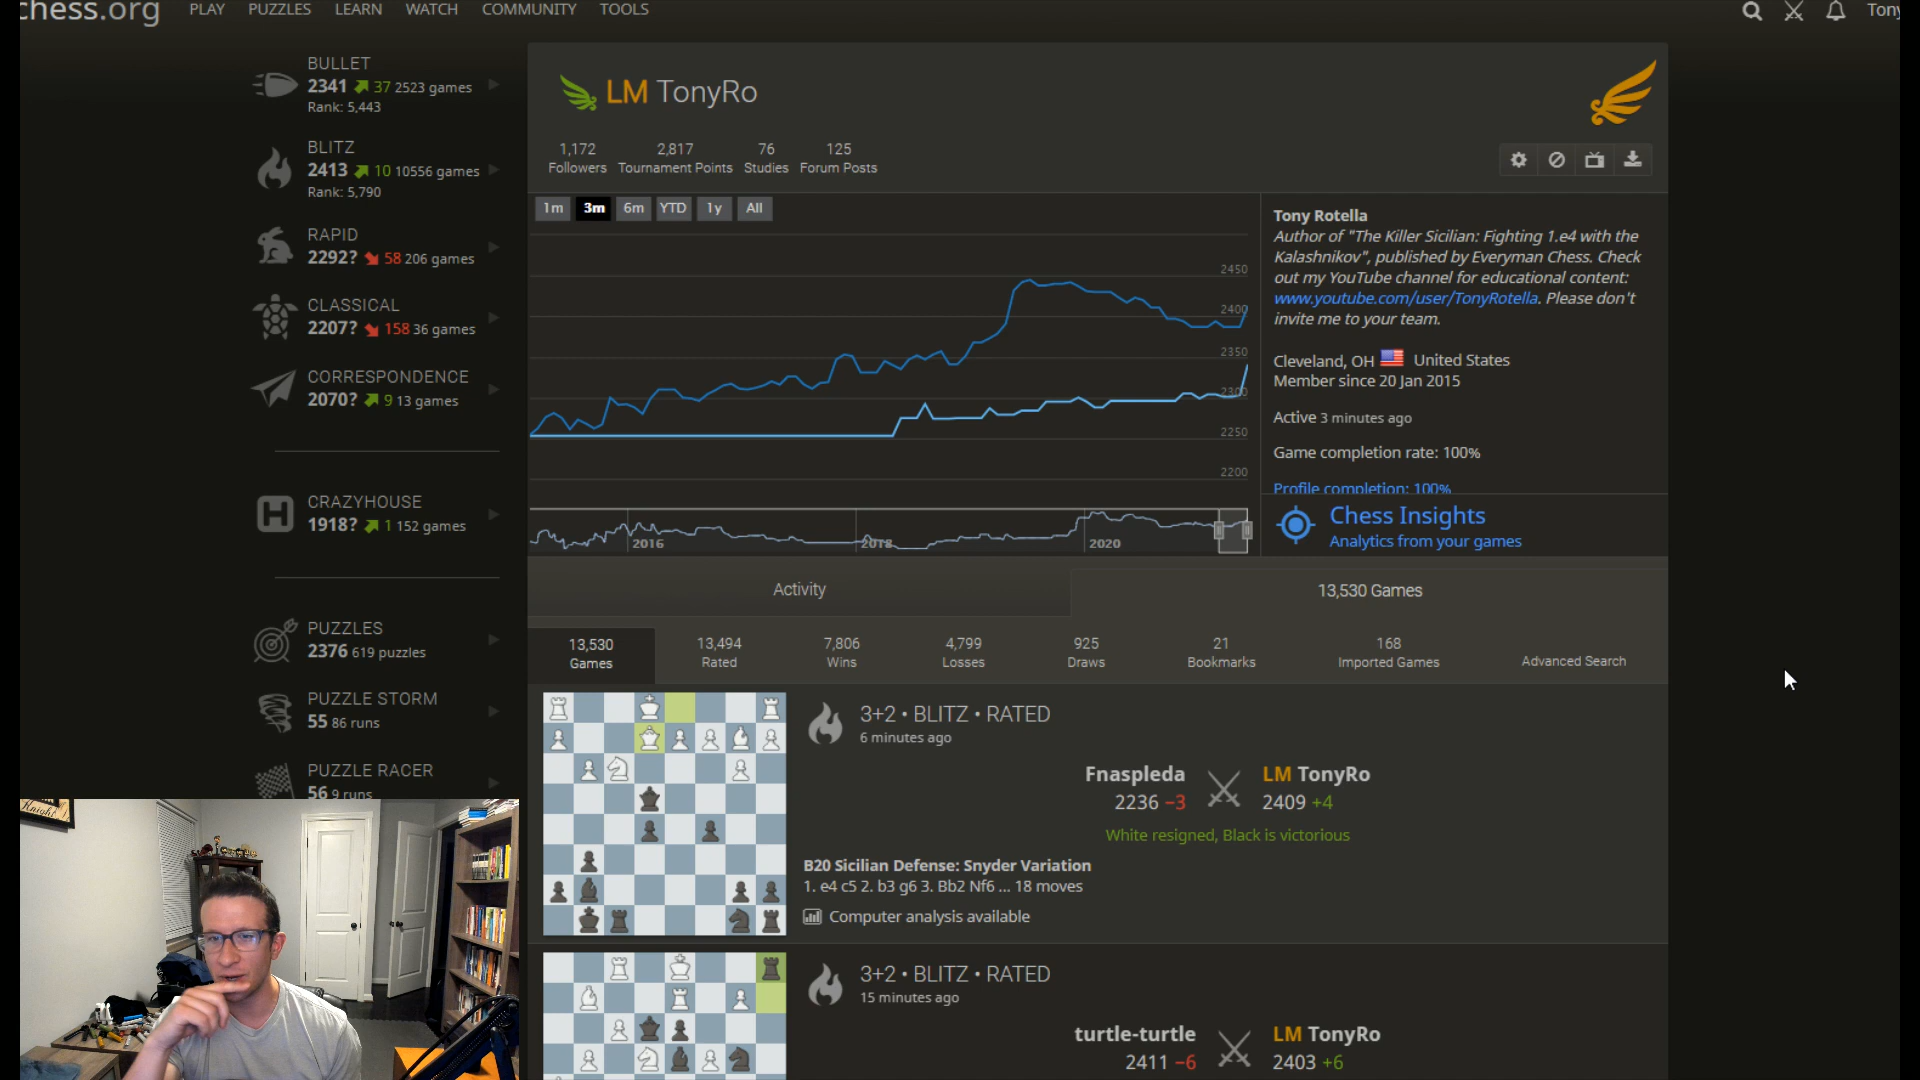 chess.org PLAY PUZZLES LEARN WATCH COMMUNITY TOOLS Tony
BULLET
2341 37 2523 games
Rank: 5,443
BLITZ
2413 10 10556 games
Rank: 5,790
RAPID
2292? 58 206 games
CLASSICAL
2207? 158 36 games
CORRESPONDENCE
2070? 9 13 games
CRAZYHOUSE
1918? 1 152 games
PUZZLES
2376 619 puzzles
PUZZLE STORM
55 86 runs
PUZZLE RACER
56 9 runs
LM TonyRo
1,172 2,817 76 125
Followers Tournament Points Studies Forum Posts
1m 3m 6m YTD 1y All
2450
2400
2350
2300
2250
2200
2016 2018 2020
Tony Rotella
Author of "The Killer Sicilian: Fighting 1.e4 with the
Kalashnikov", published by Everyman Chess. Check
out my YouTube channel for educational content:
www.youtube.com/user/TonyRotella. Please don't
invite me to your team.
Cleveland, OH United States
Member since 20 Jan 2015
Active 3 minutes ago
Game completion rate: 100%
Profile completion: 100%
Chess Insights
Analytics from your games
Activity 13,530 Games
13,530 13,494 7,806 4,799 925 21 168
Games Rated Wins Losses Draws Bookmarks Imported Games Advanced Search
3+2 • BLITZ • RATED
6 minutes ago
Fnaspleda LM TonyRo
2236 −3 2409 +4
White resigned, Black is victorious
B20 Sicilian Defense: Snyder Variation
1. e4 c5 2. b3 g6 3. Bb2 Nf6 ... 18 moves
Computer analysis available
3+2 • BLITZ • RATED
15 minutes ago
turtle-turtle LM TonyRo
2411 −6 2403 +6
Knight